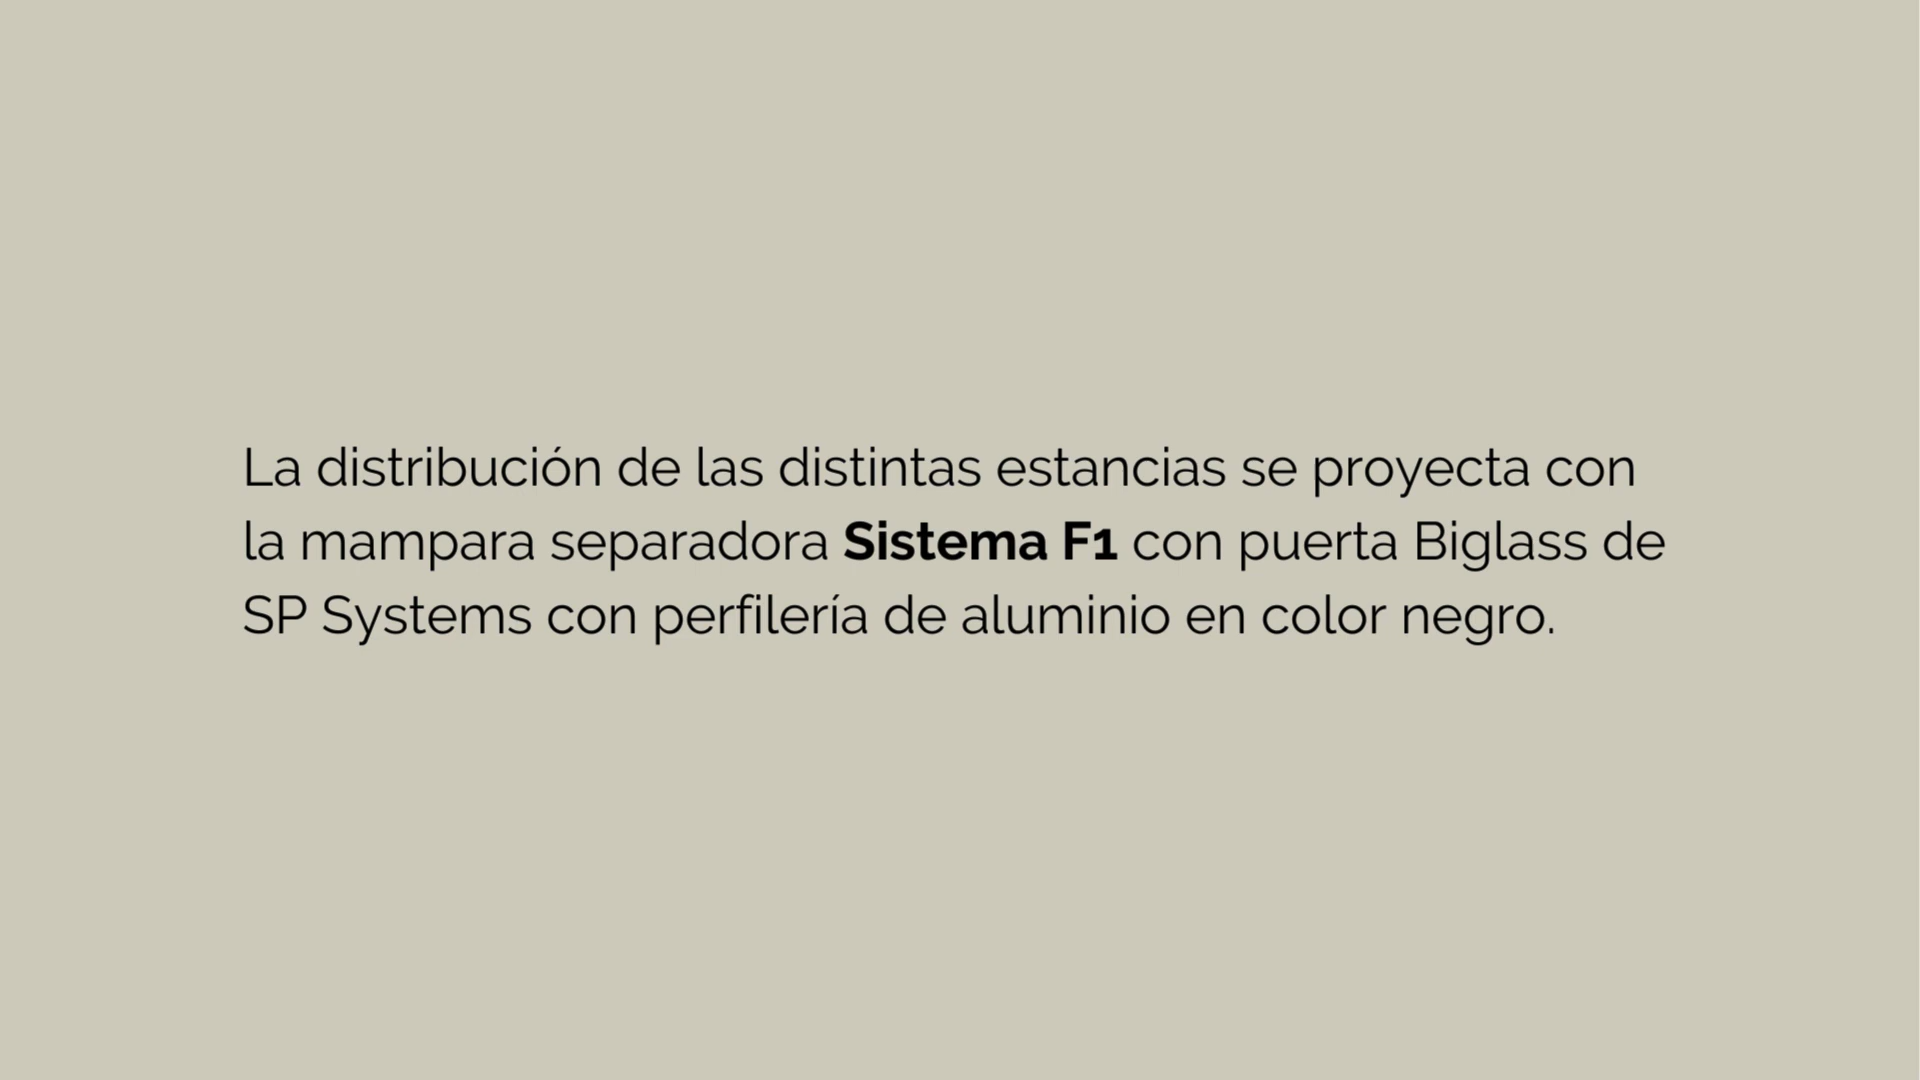 La distribución de las distintas estancias se proyecta con
la mampara separadora Sistema F1 con puerta Biglass de
SP Systems con perfilería de aluminio en color negro.